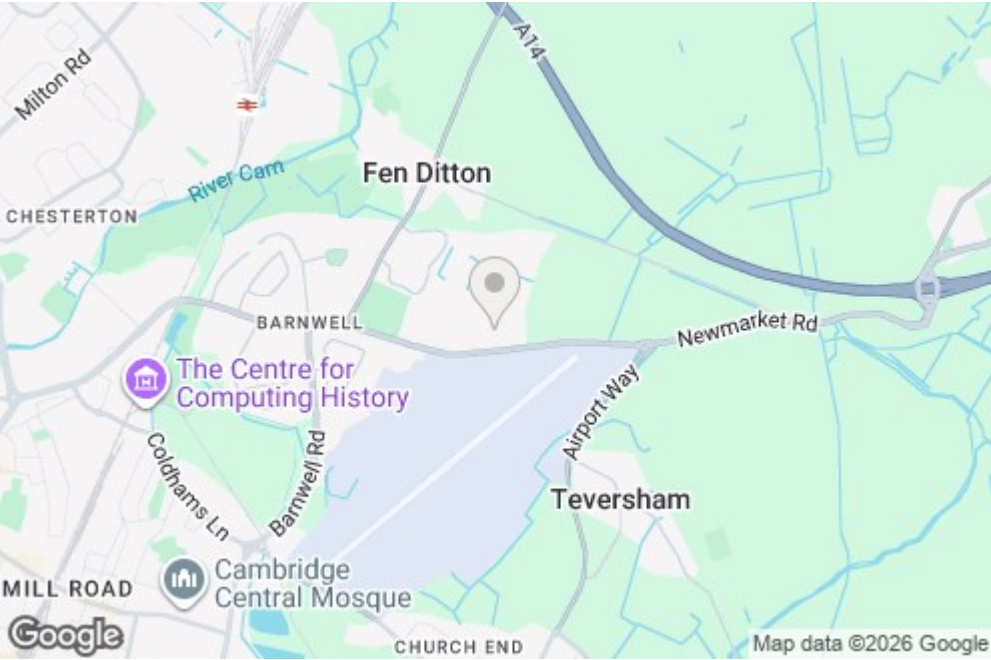 A14
Milton Rd
Fen Ditton
River Cam
CHESTERTON
BARNWELL
Newmarket Rd
The Centre for
Computing History
Airport Way
Barnwell Rd
Coldhams Ln
Teversham
Cambridge
Central Mosque
MILL ROAD
CHURCH END
Google
Map data ©2026 Google